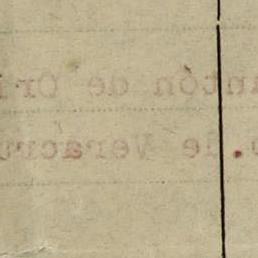 antón de Ori
. de Veracru